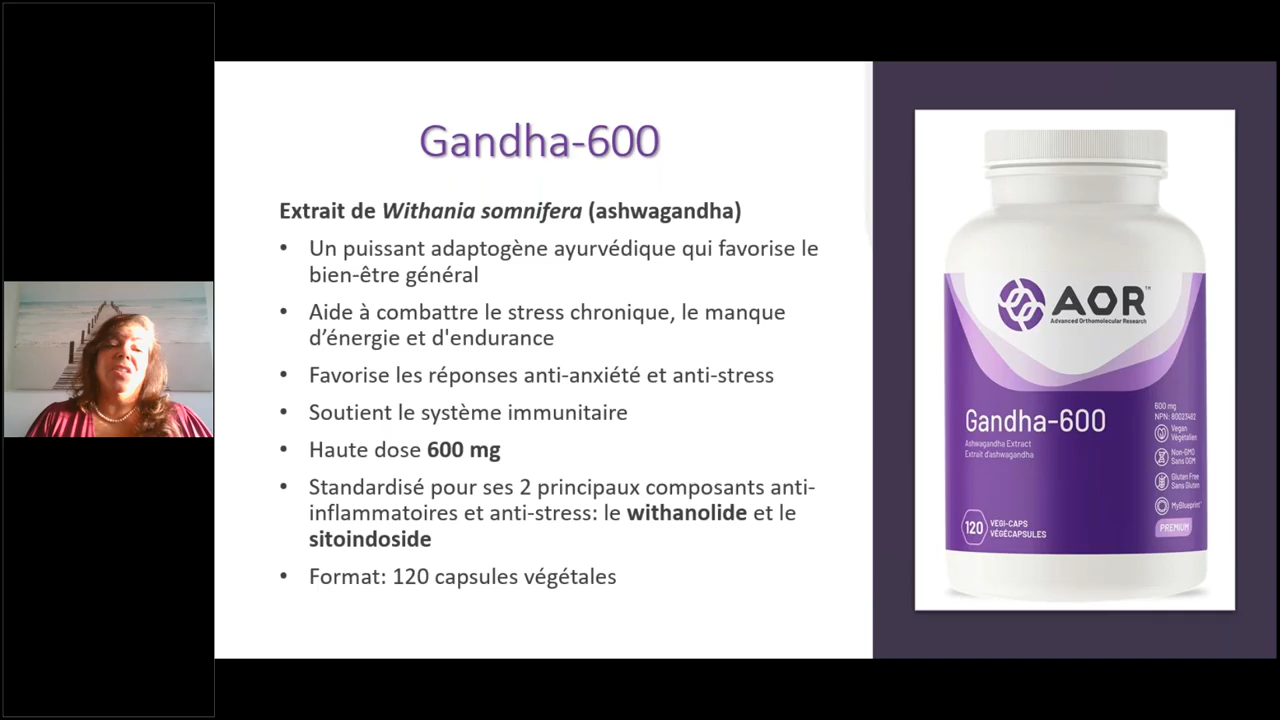 Gandha-600
Extrait de Withania somnifera (ashwagandha)
• Un puissant adaptogène ayurvédique qui favorise le
bien-être général
• Aide à combattre le stress chronique, le manque
d’énergie et d'endurance
• Favorise les réponses anti-anxiété et anti-stress
• Soutient le système immunitaire
• Haute dose 600 mg
• Standardisé pour ses 2 principaux composants anti-
inflammatoires et anti-stress: le withanolide et le
sitoindoside
• Format: 120 capsules végétales
AOR™
Advanced Orthomolecular Research
Gandha-600
Ashwagandha Extract
Extrait d'ashwagandha
600 mg
NPN: 80023482
Vegan
Végétalien
Non-GMO
Sans OGM
Gluten Free
Sans Gluten
MyBlueprint™
PREMIUM
120
VEGI-CAPS
VÉGÉCAPSULES